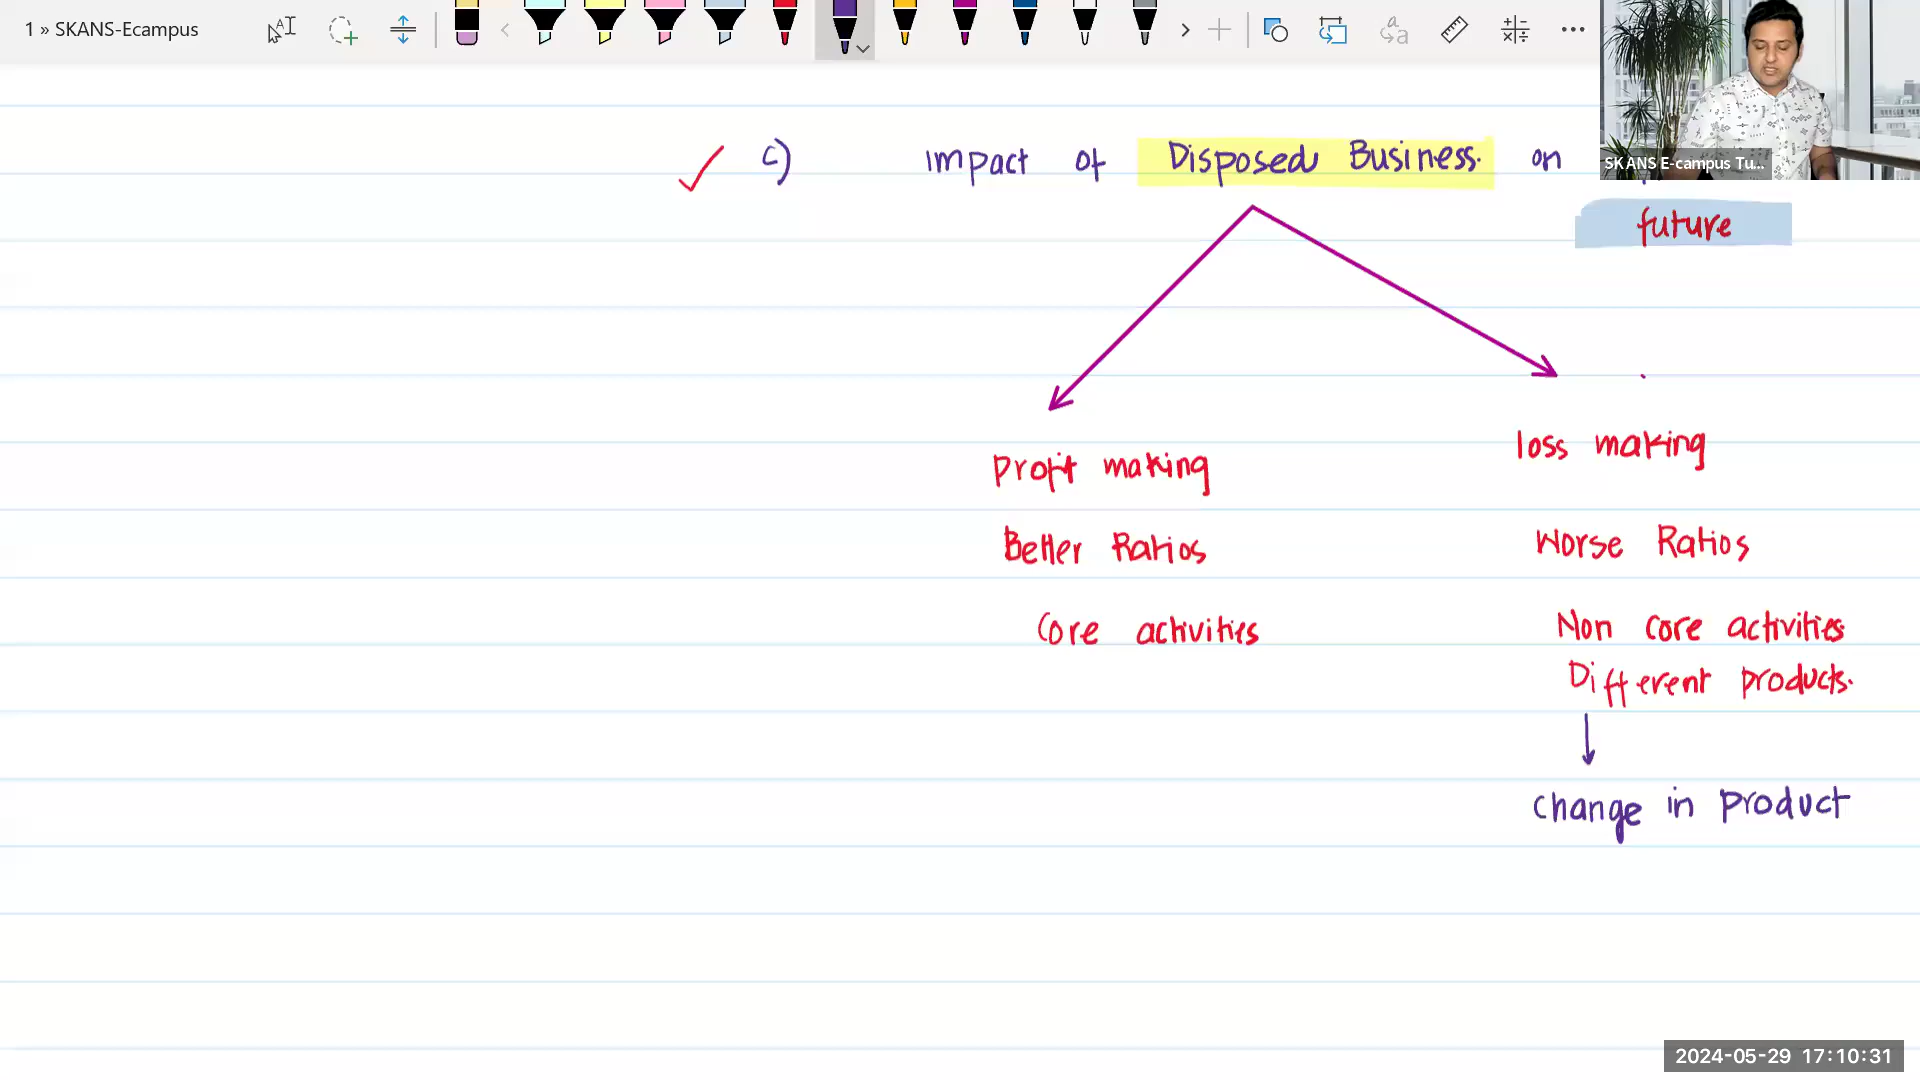 1 » SKANS-Ecampus
c) Impact of Disposed Business. on
SKANS E-campus Tu...
future
Profit making
loss making
Better Ratios
Worse Ratios
Core activities
Non core activities
Different products.
Change in product
2024-05-29 17:10:31